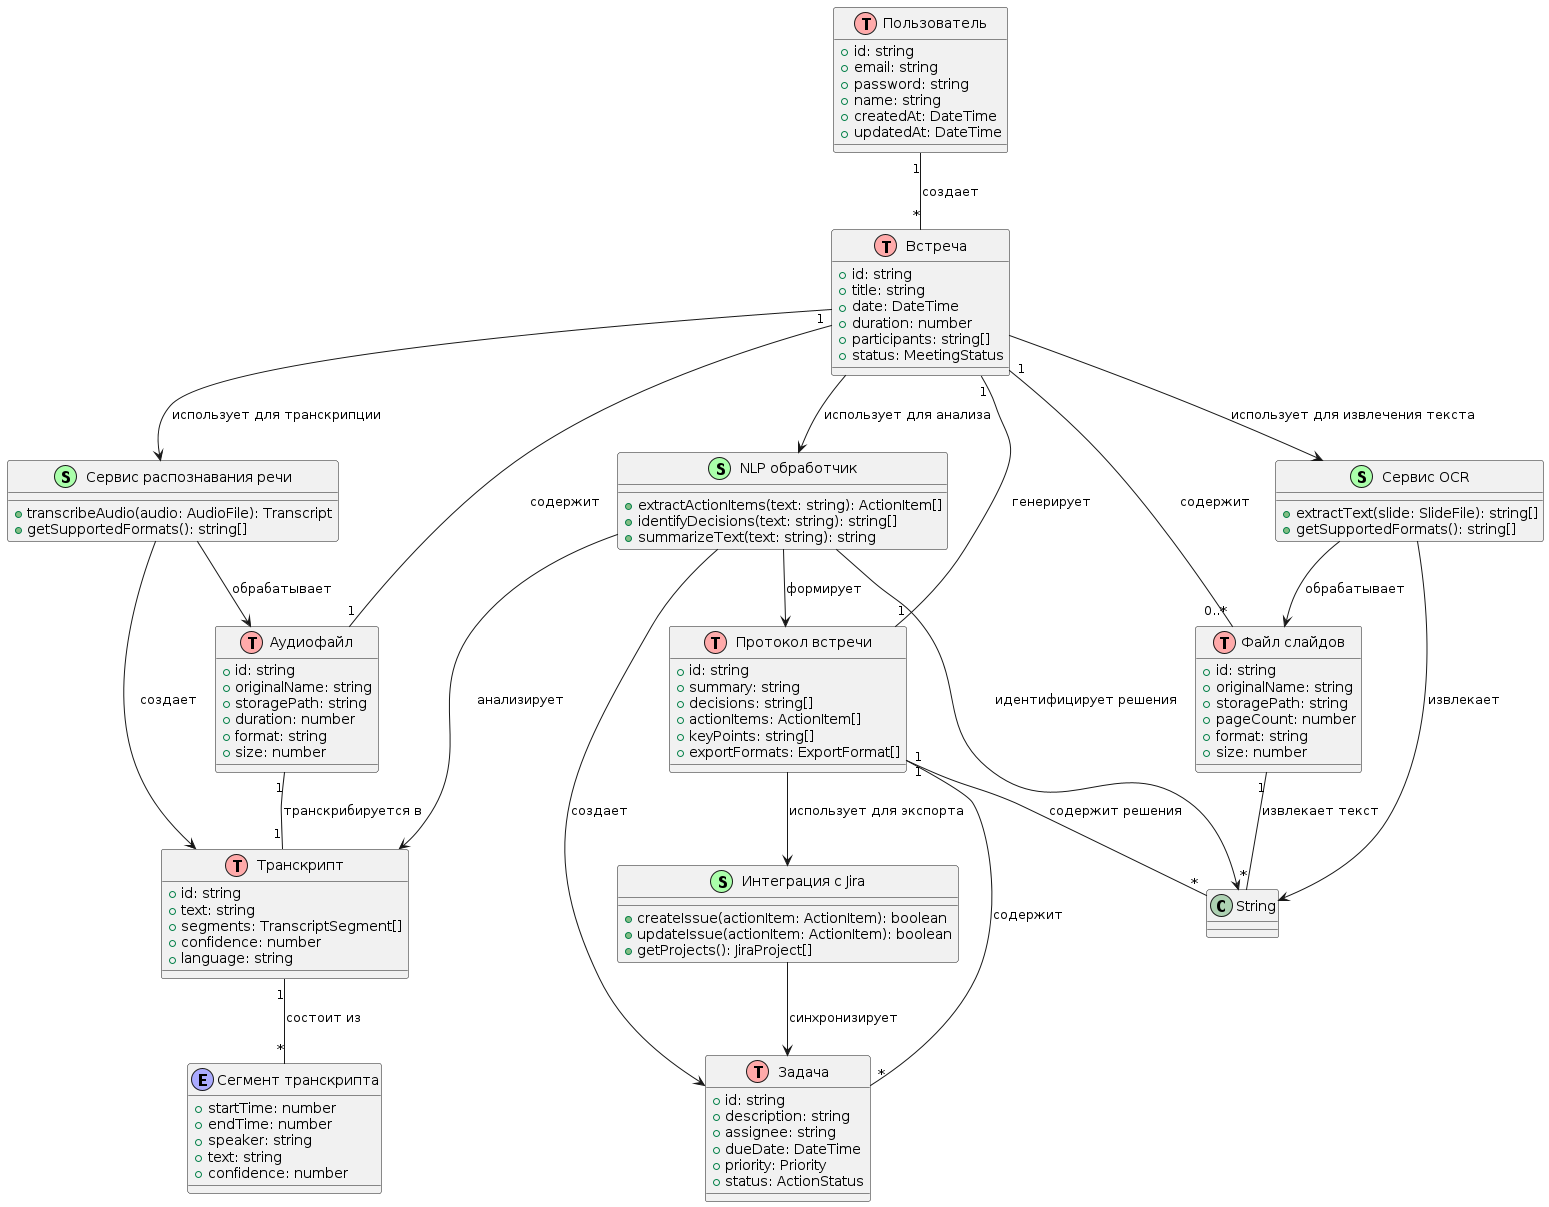 T Пользователь
id: string
email: string
password: string
name: string
createdAt: DateTime
updatedAt: DateTime
1
создает
*
T Встреча
id: string
title: string
date: DateTime
duration: number
participants: string[]
status: MeetingStatus
1
1
1
использует для транскрипции
использует для анализа
использует для извлечения текста
S Сервис распознавания речи
transcribeAudio(audio: AudioFile): Transcript
getSupportedFormats(): string[]
содержит
S NLP обработчик
extractActionItems(text: string): ActionItem[]
identifyDecisions(text: string): string[]
summarizeText(text: string): string
генерирует
содержит
S Сервис OCR
extractText(slide: SlideFile): string[]
getSupportedFormats(): string[]
обрабатывает
формирует
обрабатывает
1
1
0..*
T Аудиофайл
id: string
originalName: string
storagePath: string
duration: number
format: string
size: number
T Протокол встречи
id: string
summary: string
decisions: string[]
actionItems: ActionItem[]
keyPoints: string[]
exportFormats: ExportFormat[]
T Файл слайдов
id: string
originalName: string
storagePath: string
pageCount: number
format: string
size: number
создает
анализирует
идентифицирует решения
извлекает
1
1
1
1
транскрибируется в
создает
использует для экспорта
содержит решения
извлекает текст
1
*
*
T Транскрипт
id: string
text: string
segments: TranscriptSegment[]
confidence: number
language: string
S Интеграция с Jira
createIssue(actionItem: ActionItem): boolean
updateIssue(actionItem: ActionItem): boolean
getProjects(): JiraProject[]
содержит
C String
1
состоит из
*
синхронизирует
*
E Сегмент транскрипта
startTime: number
endTime: number
speaker: string
text: string
confidence: number
T Задача
id: string
description: string
assignee: string
dueDate: DateTime
priority: Priority
status: ActionStatus